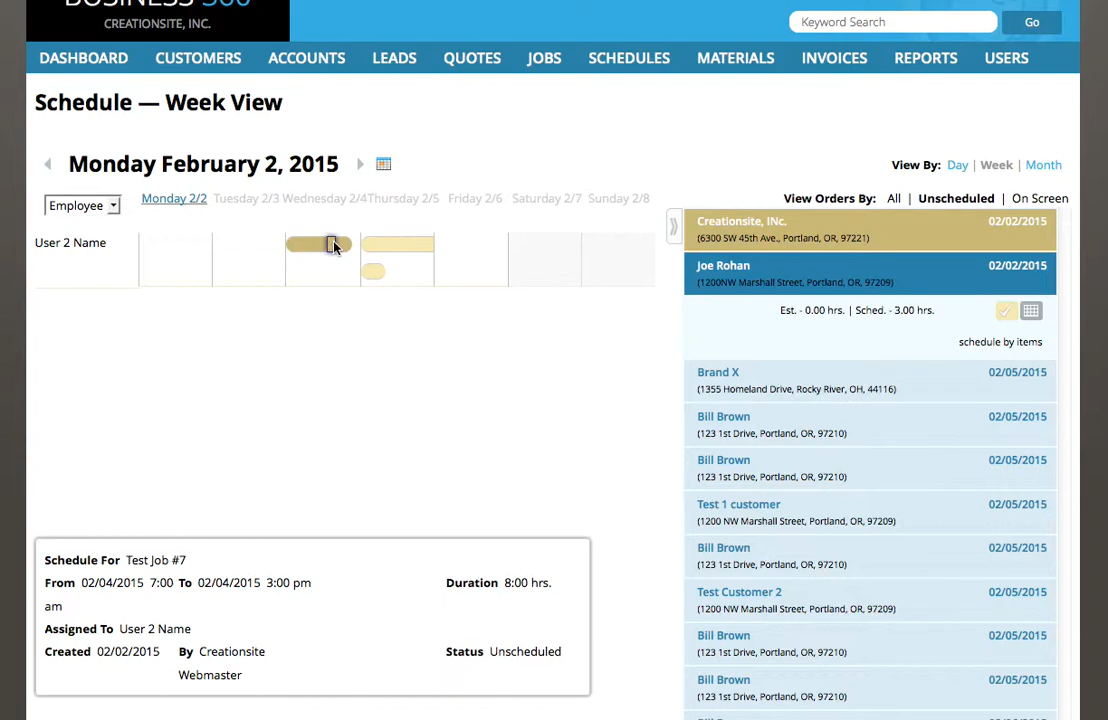 BUSINESS 360
CREATIONSITE, INC.
Keyword Search
Go
DASHBOARD CUSTOMERS ACCOUNTS LEADS QUOTES JOBS SCHEDULES MATERIALS INVOICES REPORTS USERS
Schedule — Week View
Monday February 2, 2015
View By: Day | Week | Month
Employee
Monday 2/2 Tuesday 2/3 Wednesday 2/4 Thursday 2/5 Friday 2/6 Saturday 2/7 Sunday 2/8
View Orders By: All | Unscheduled | On Screen
User 2 Name
Creationsite, INc. 02/02/2015
(6300 SW 45th Ave., Portland, OR, 97221)
Joe Rohan 02/02/2015
(1200NW Marshall Street, Portland, OR, 97209)
Est. - 0.00 hrs. | Sched. - 3.00 hrs.
schedule by items
Brand X 02/05/2015
(1355 Homeland Drive, Rocky River, OH, 44116)
Bill Brown 02/05/2015
(123 1st Drive, Portland, OR, 97210)
Bill Brown 02/05/2015
(123 1st Drive, Portland, OR, 97210)
Test 1 customer 02/05/2015
(1200 NW Marshall Street, Portland, OR, 97209)
Bill Brown 02/05/2015
(123 1st Drive, Portland, OR, 97210)
Test Customer 2 02/05/2015
(1200 NW Marshall Street, Portland, OR, 97209)
Bill Brown 02/05/2015
(123 1st Drive, Portland, OR, 97210)
Bill Brown 02/05/2015
(123 1st Drive, Portland, OR, 97210)
Bill Brown 02/05/2015
Schedule For Test Job #7
From 02/04/2015 7:00 To 02/04/2015 3:00 pm Duration 8:00 hrs.
am
Assigned To User 2 Name
Created 02/02/2015 By Creationsite Status Unscheduled
Webmaster